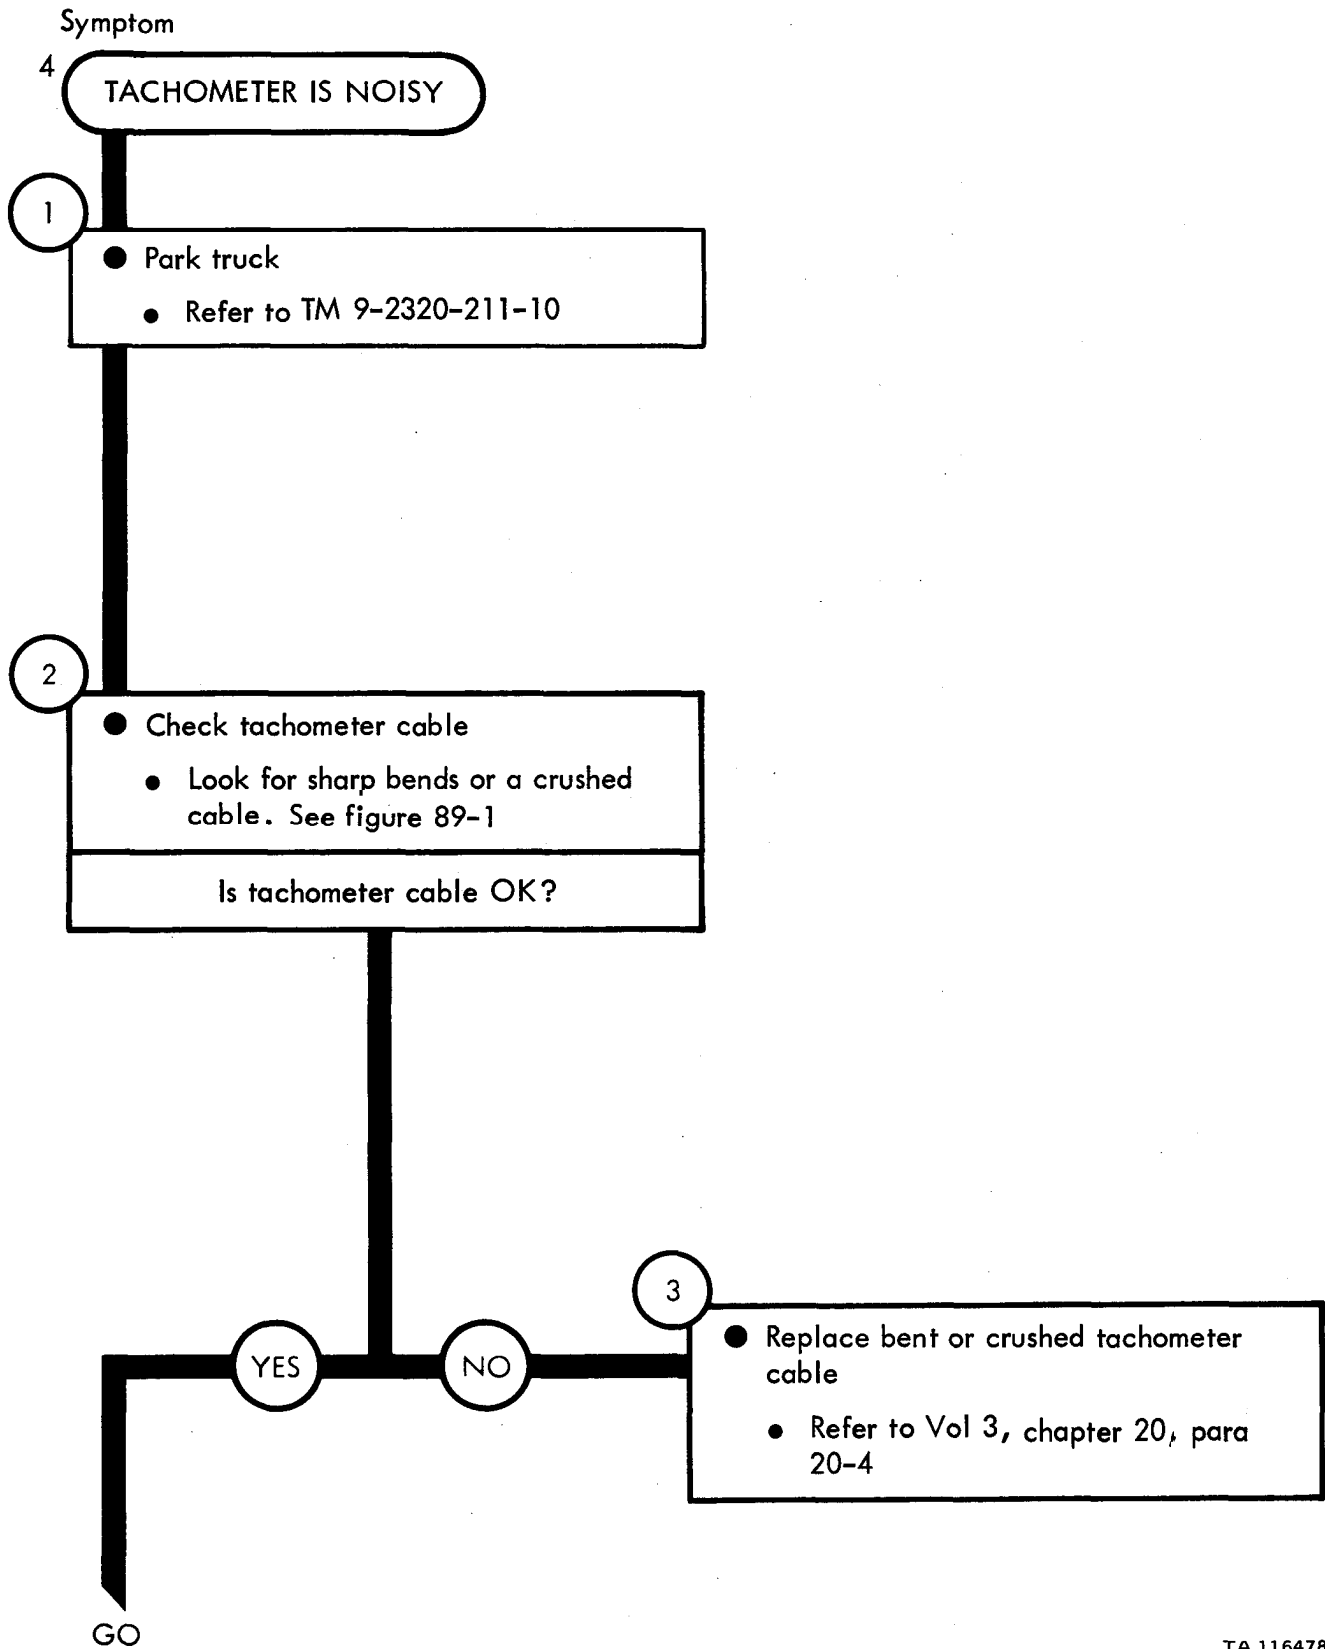 Symptom
4
TACHOMETER IS NOISY
1
● Park truck
● Refer to TM 9-2320-211-10
2
● Check tachometer cable
● Look for sharp bends or a crushed
cable. See figure 89-1
Is tachometer cable OK?
YES
NO
3
● Replace bent or crushed tachometer
cable
● Refer to Vol 3, chapter 20, para
20-4
GO
TA 116478